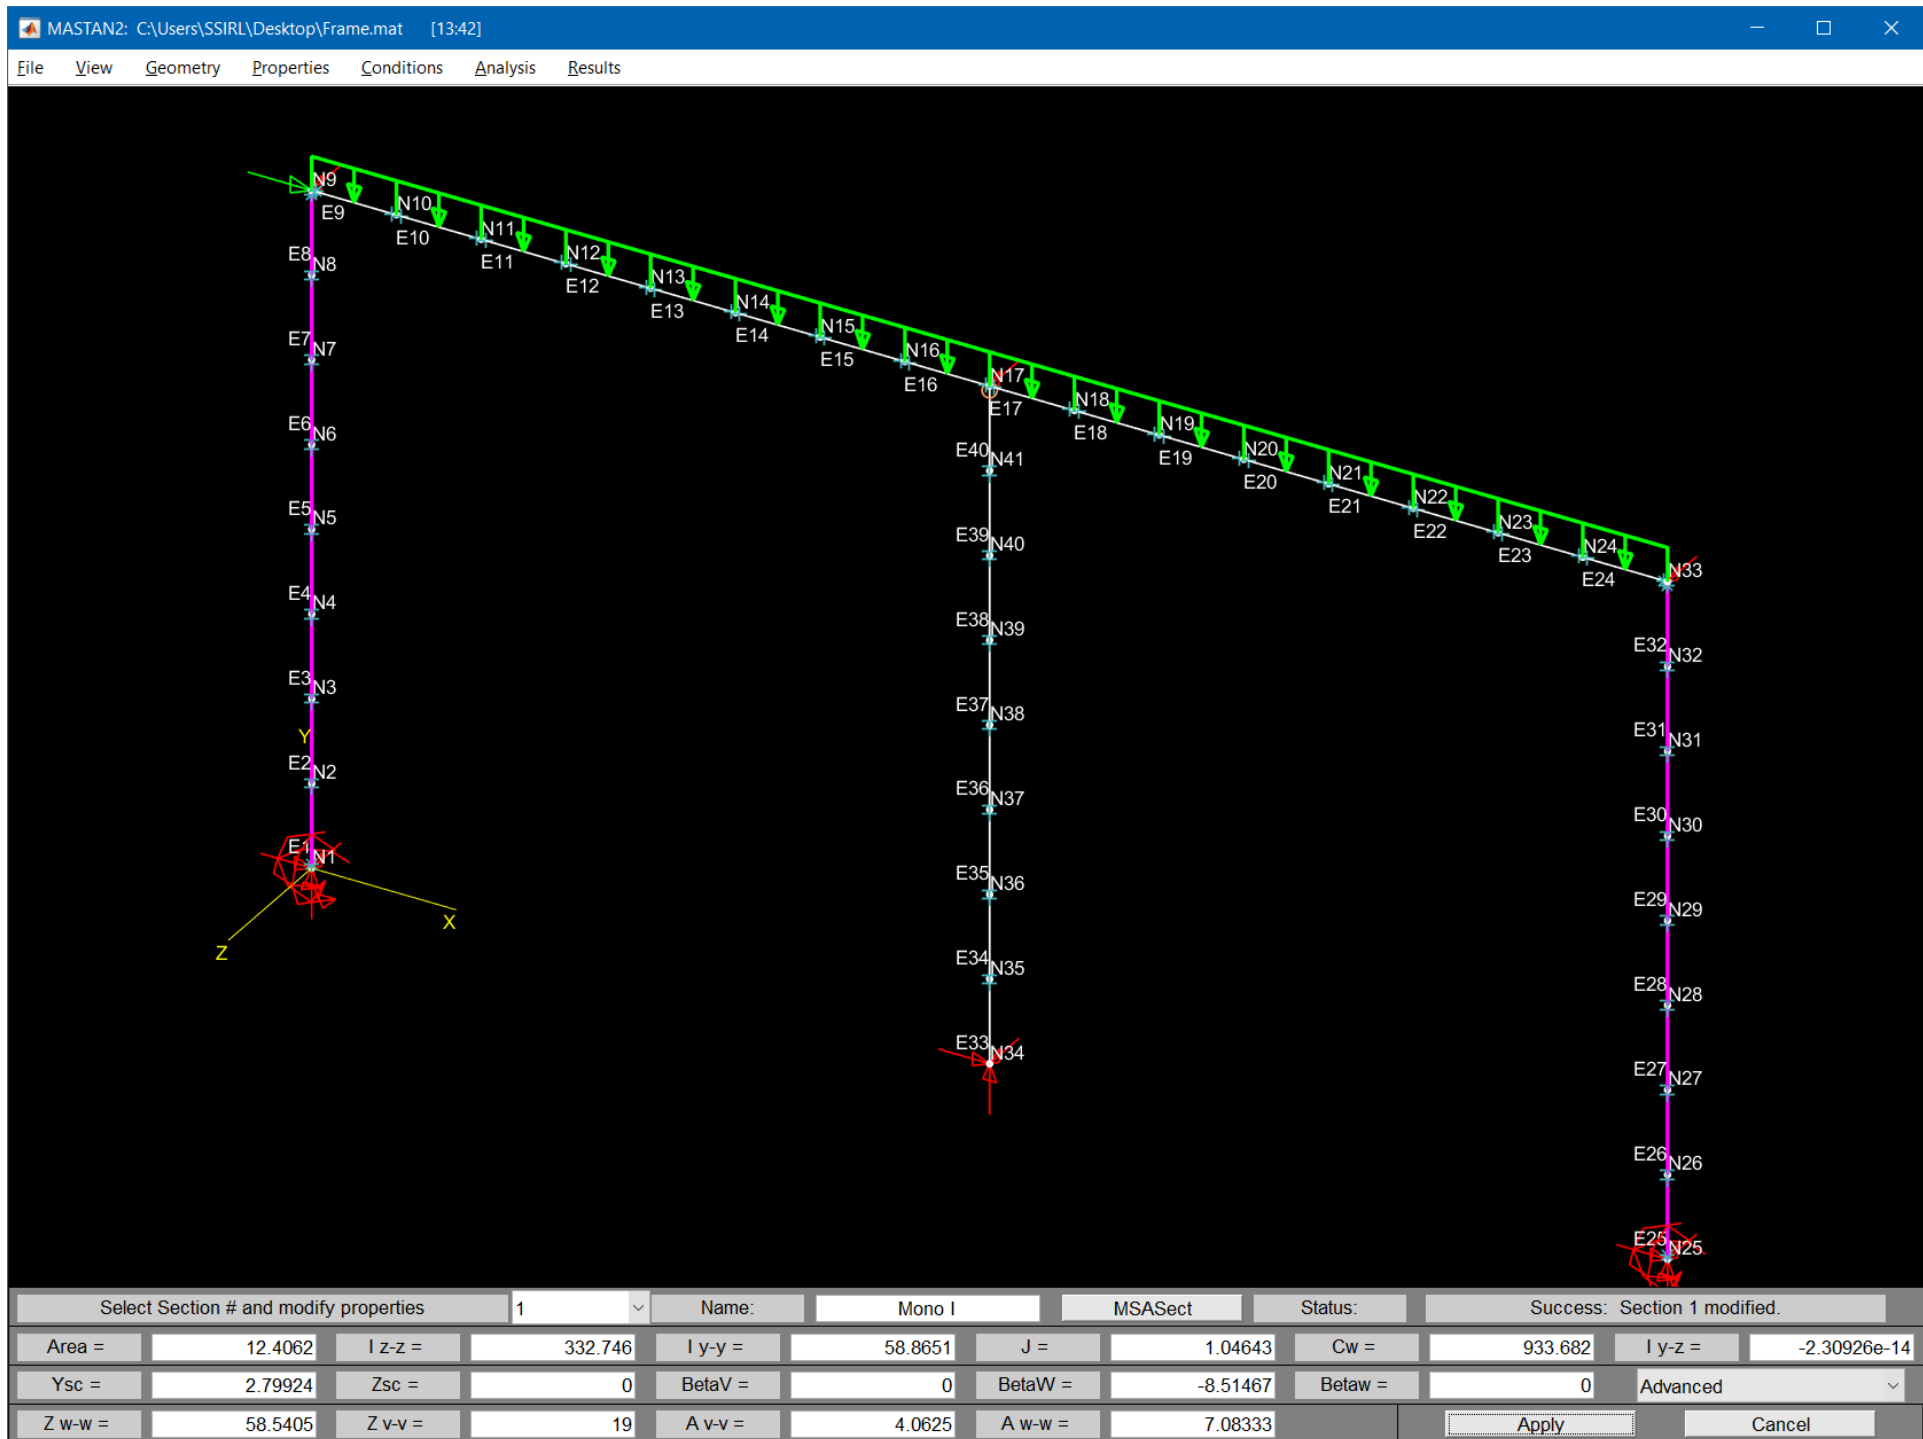 MASTAN2: C:\Users\SSIRL\Desktop\Frame.mat [13:42]
File View Geometry Properties Conditions Analysis Results
N9
E9
N10
E10
N11
E11
N12
E12
N13
E13
N14
E14
N15
E15
N16
E16
N17
E17
N18
E18
N19
E19
N20
E20
N21
E21
N22
E22
N23
E23
N24
E24
N33
E8 N8
E7 N7
E6 N6
E5 N5
E4 N4
E3 N3
Y
E2 N2
E1 N1
X
Z
E40 N41
E39 N40
E38 N39
E37 N38
E36 N37
E35 N36
E34 N35
E33 N34
E32 N32
E31 N31
E30 N30
E29 N29
E28 N28
E27 N27
E26 N26
E25 N25
Select Section # and modify properties 1 Name: Mono I MSASect Status: Success: Section 1 modified.
Area = 12.4062 I z-z = 332.746 I y-y = 58.8651 J = 1.04643 Cw = 933.682 I y-z = -2.30926e-14
Ysc = 2.79924 Zsc = 0 BetaV = 0 BetaW = -8.51467 Betaw = 0 Advanced
Z w-w = 58.5405 Z v-v = 19 A v-v = 4.0625 A w-w = 7.08333 Apply Cancel